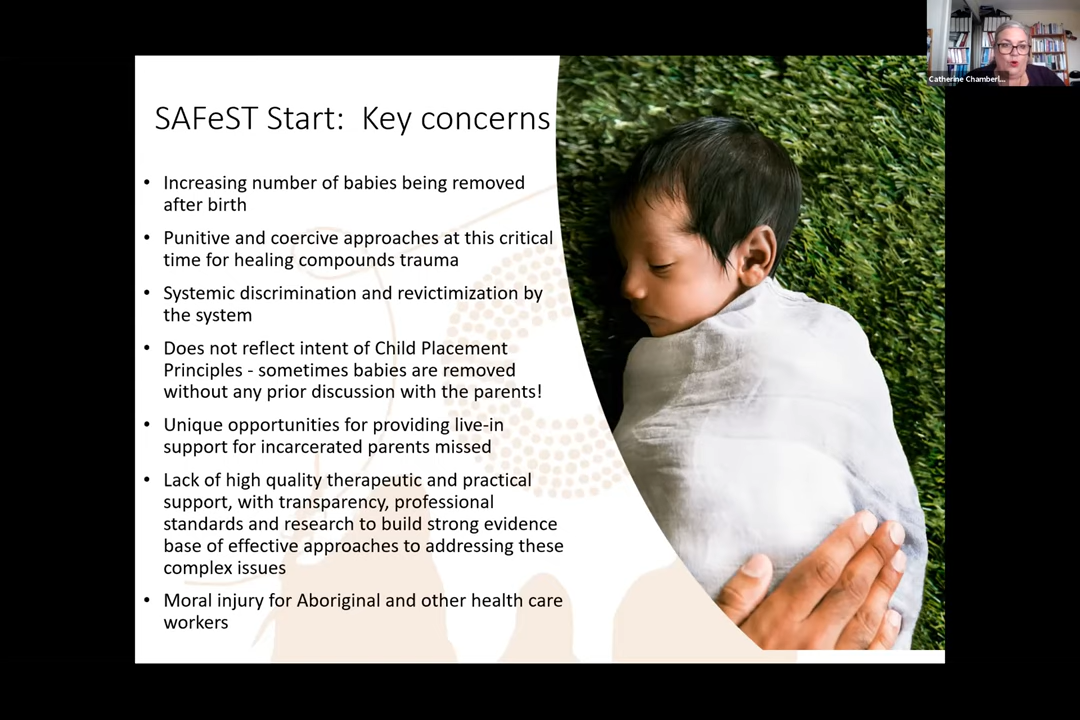 Catherine Chamberl...
SAFeST Start: Key concerns
• Increasing number of babies being removed
after birth
• Punitive and coercive approaches at this critical
time for healing compounds trauma
• Systemic discrimination and revictimization by
the system
• Does not reflect intent of Child Placement
Principles - sometimes babies are removed
without any prior discussion with the parents!
• Unique opportunities for providing live-in
support for incarcerated parents missed
• Lack of high quality therapeutic and practical
support, with transparency, professional
standards and research to build strong evidence
base of effective approaches to addressing these
complex issues
• Moral injury for Aboriginal and other health care
workers